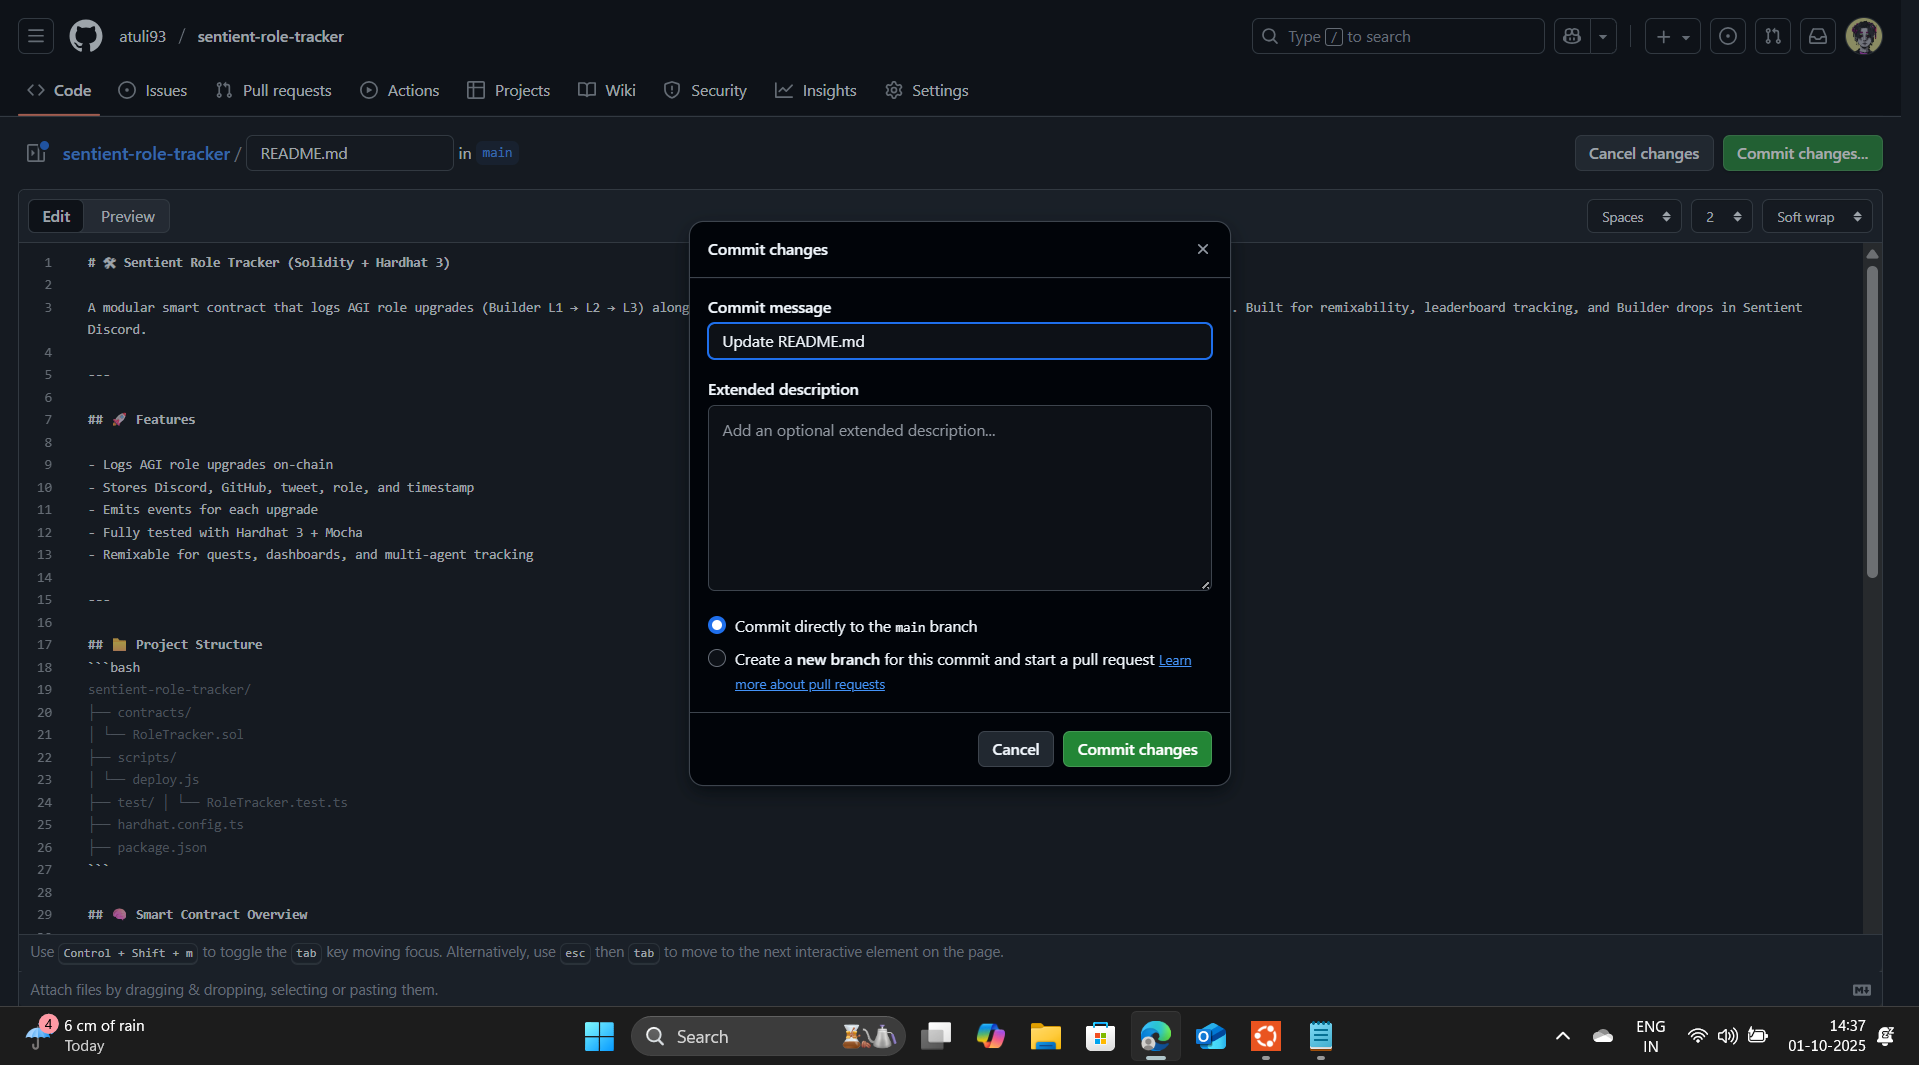 atuli93 / sentient-role-tracker
Type / to search
Code
Issues
Pull requests
Actions
Projects
Wiki
Security
Insights
Settings
sentient-role-tracker / README.md in main
Cancel changes
Commit changes...
Edit
Preview
Spaces
2
Soft wrap
1 # 🛠 Sentient Role Tracker (Solidity + Hardhat 3)
2
3 A modular smart contract that logs AGI role upgrades (Builder L1 → L2 → L3) along . Built for remixability, leaderboard tracking, and Builder drops in Sentient
Discord.
4
5 ---
6
7 ## 🚀 Features
8
9 - Logs AGI role upgrades on-chain
10 - Stores Discord, GitHub, tweet, role, and timestamp
11 - Emits events for each upgrade
12 - Fully tested with Hardhat 3 + Mocha
13 - Remixable for quests, dashboards, and multi-agent tracking
14
15 ---
16
17 ## 📁 Project Structure
18 ```bash
19 sentient-role-tracker/
20 ├── contracts/
21 │ └── RoleTracker.sol
22 ├── scripts/
23 │ └── deploy.js
24 ├── test/ │ └── RoleTracker.test.ts
25 ├── hardhat.config.ts
26 ├── package.json
27 ```
28
29 ## 🧠 Smart Contract Overview
Commit changes
Commit message
Update README.md
Extended description
Add an optional extended description...
Commit directly to the main branch
Create a new branch for this commit and start a pull request Learn
more about pull requests
Cancel
Commit changes
Use Control + Shift + m to toggle the tab key moving focus. Alternatively, use esc then tab to move to the next interactive element on the page.
Attach files by dragging & dropping, selecting or pasting them.
4
6 cm of rain
Today
Search
ENG
IN
14:37
01-10-2025